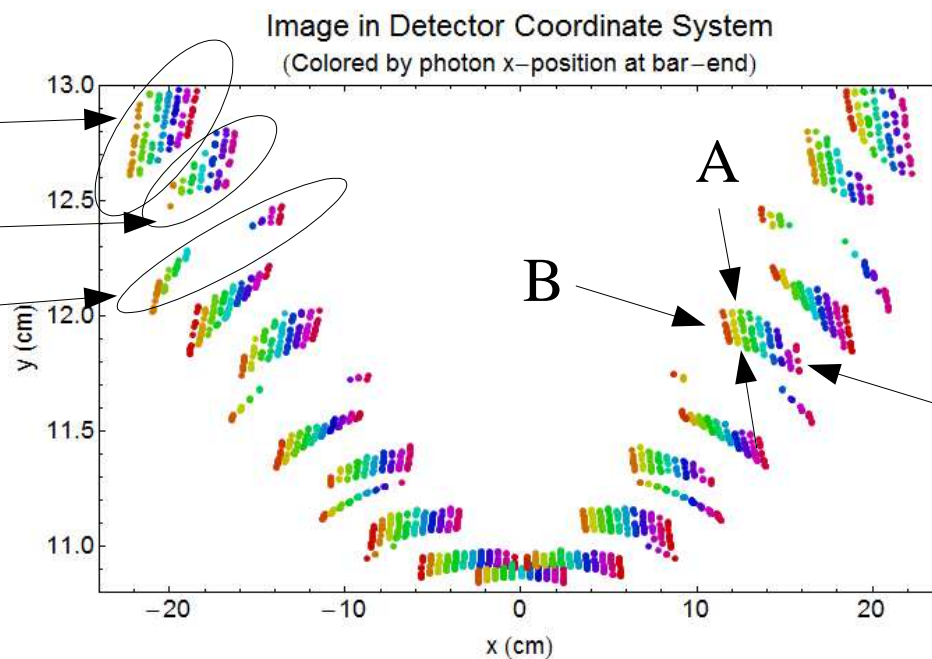 Image in Detector Coordinate System
(Colored by photon x−position at bar−end)
13.0
12.5
12.0
11.5
11.0
y (cm)
A
B
−20
−10
0
10
20
x (cm)